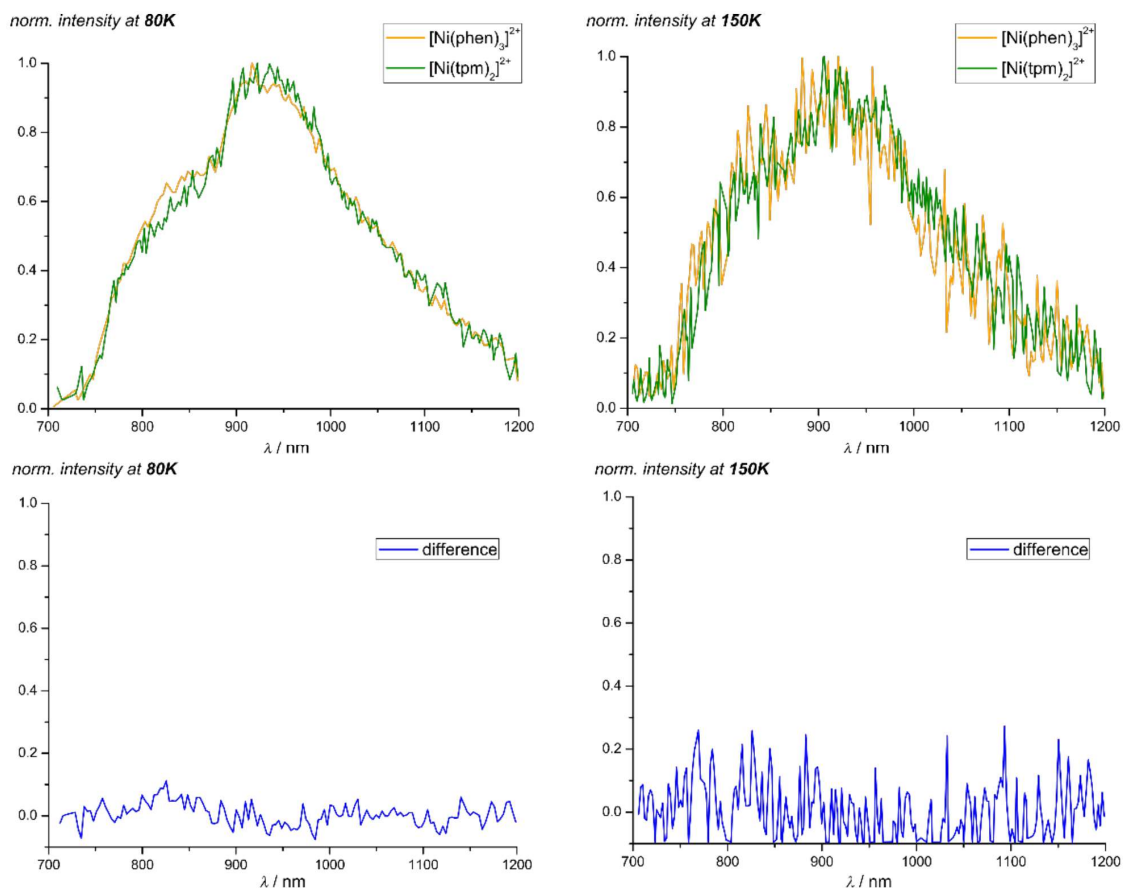 norm. intensity at 80K
[Ni(phen)₃]²⁺
[Ni(tpm)₂]²⁺
1.0
0.8
0.6
0.4
0.2
0.0
700 800 900 1000 1100 1200
λ / nm
norm. intensity at 150K
[Ni(phen)₃]²⁺
[Ni(tpm)₂]²⁺
1.0
0.8
0.6
0.4
0.2
0.0
700 800 900 1000 1100 1200
λ / nm
norm. intensity at 80K
difference
1.0
0.8
0.6
0.4
0.2
0.0
700 800 900 1000 1100 1200
λ / nm
norm. intensity at 150K
difference
1.0
0.8
0.6
0.4
0.2
0.0
700 800 900 1000 1100 1200
λ / nm